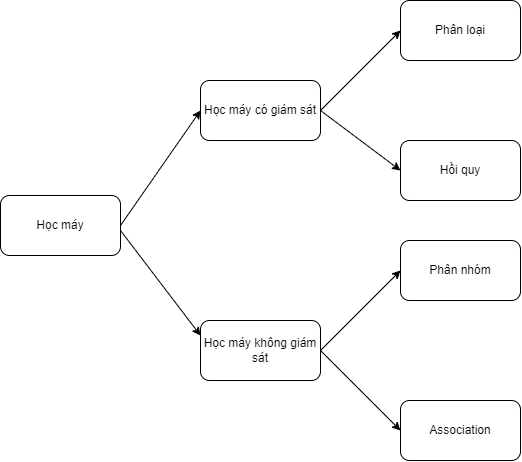 Phân loại
Học máy có giám sát
Hồi quy
Học máy
Phân nhóm
Học máy không giám
sát
Association